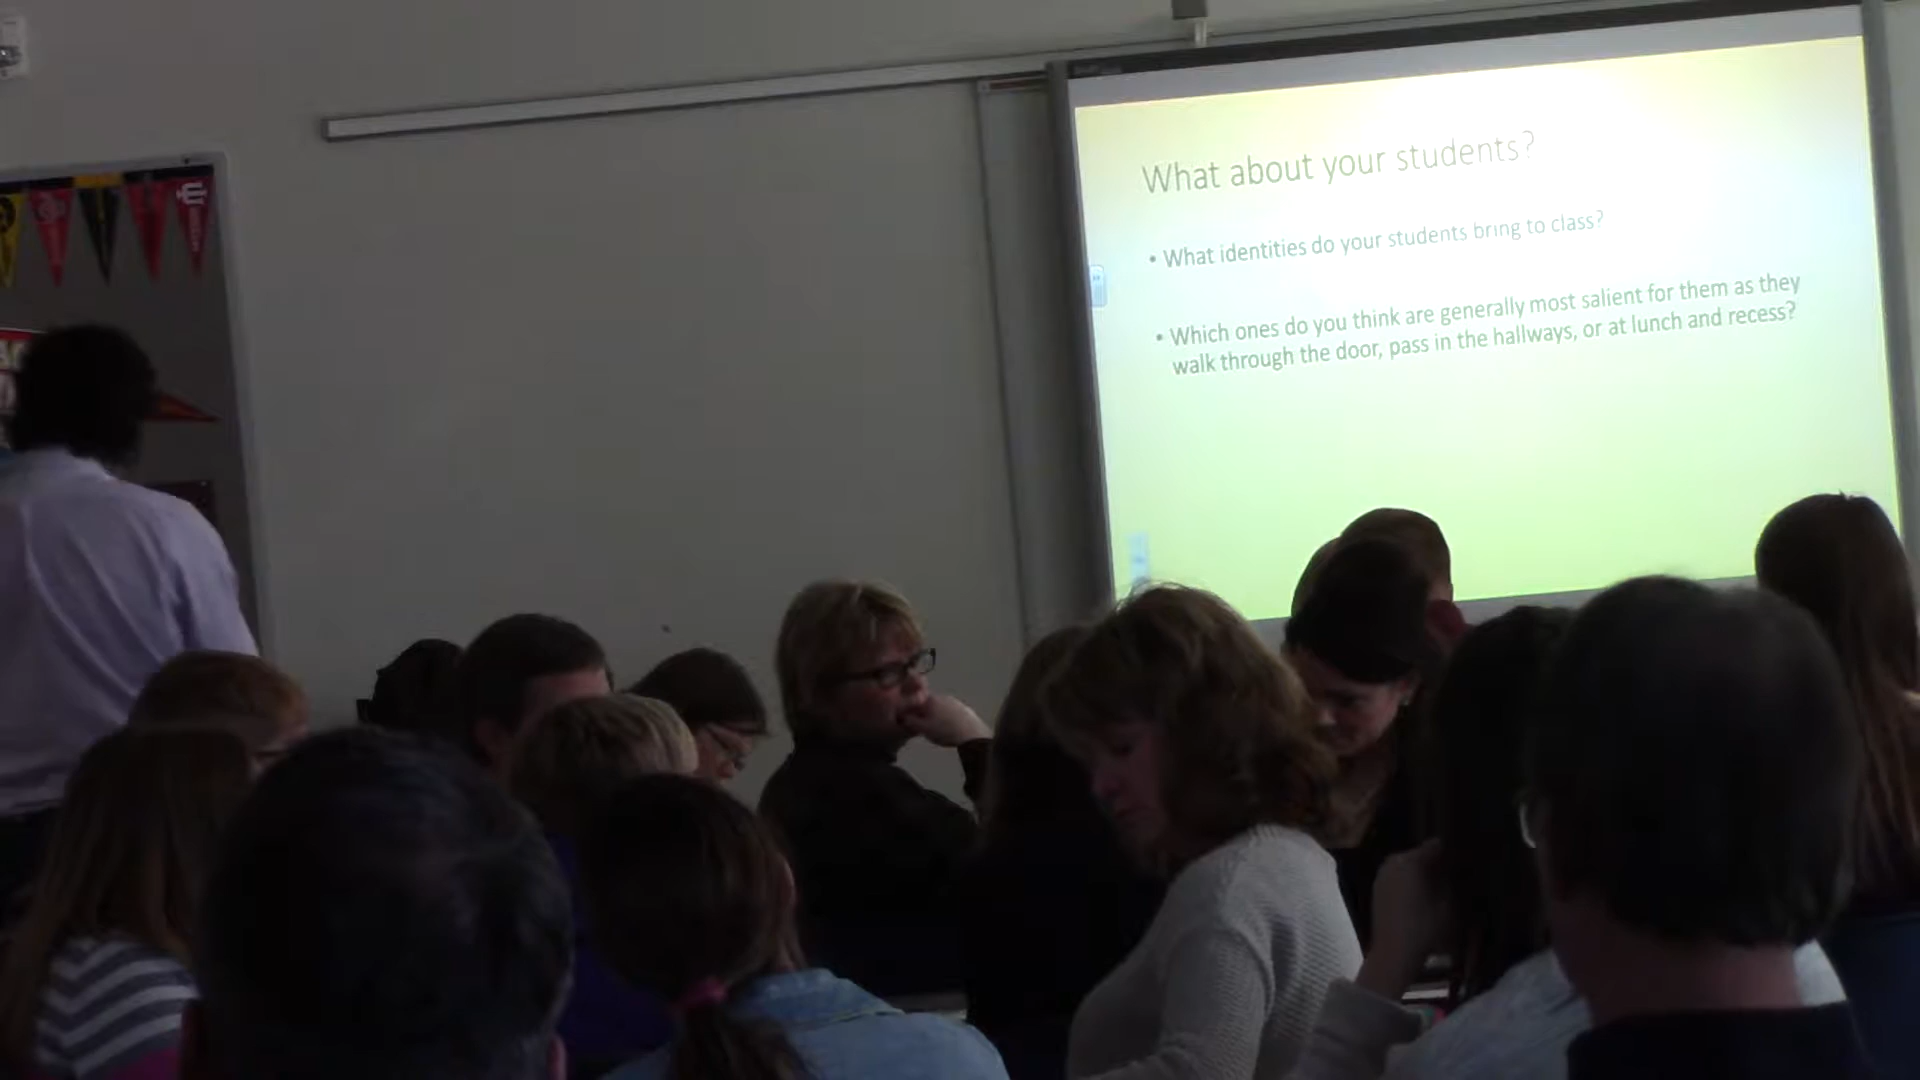 What about your students?
• What identities do your students bring to class?
• Which ones do you think are generally most salient for them as they
walk through the door, pass in the hallways, or at lunch and recess?